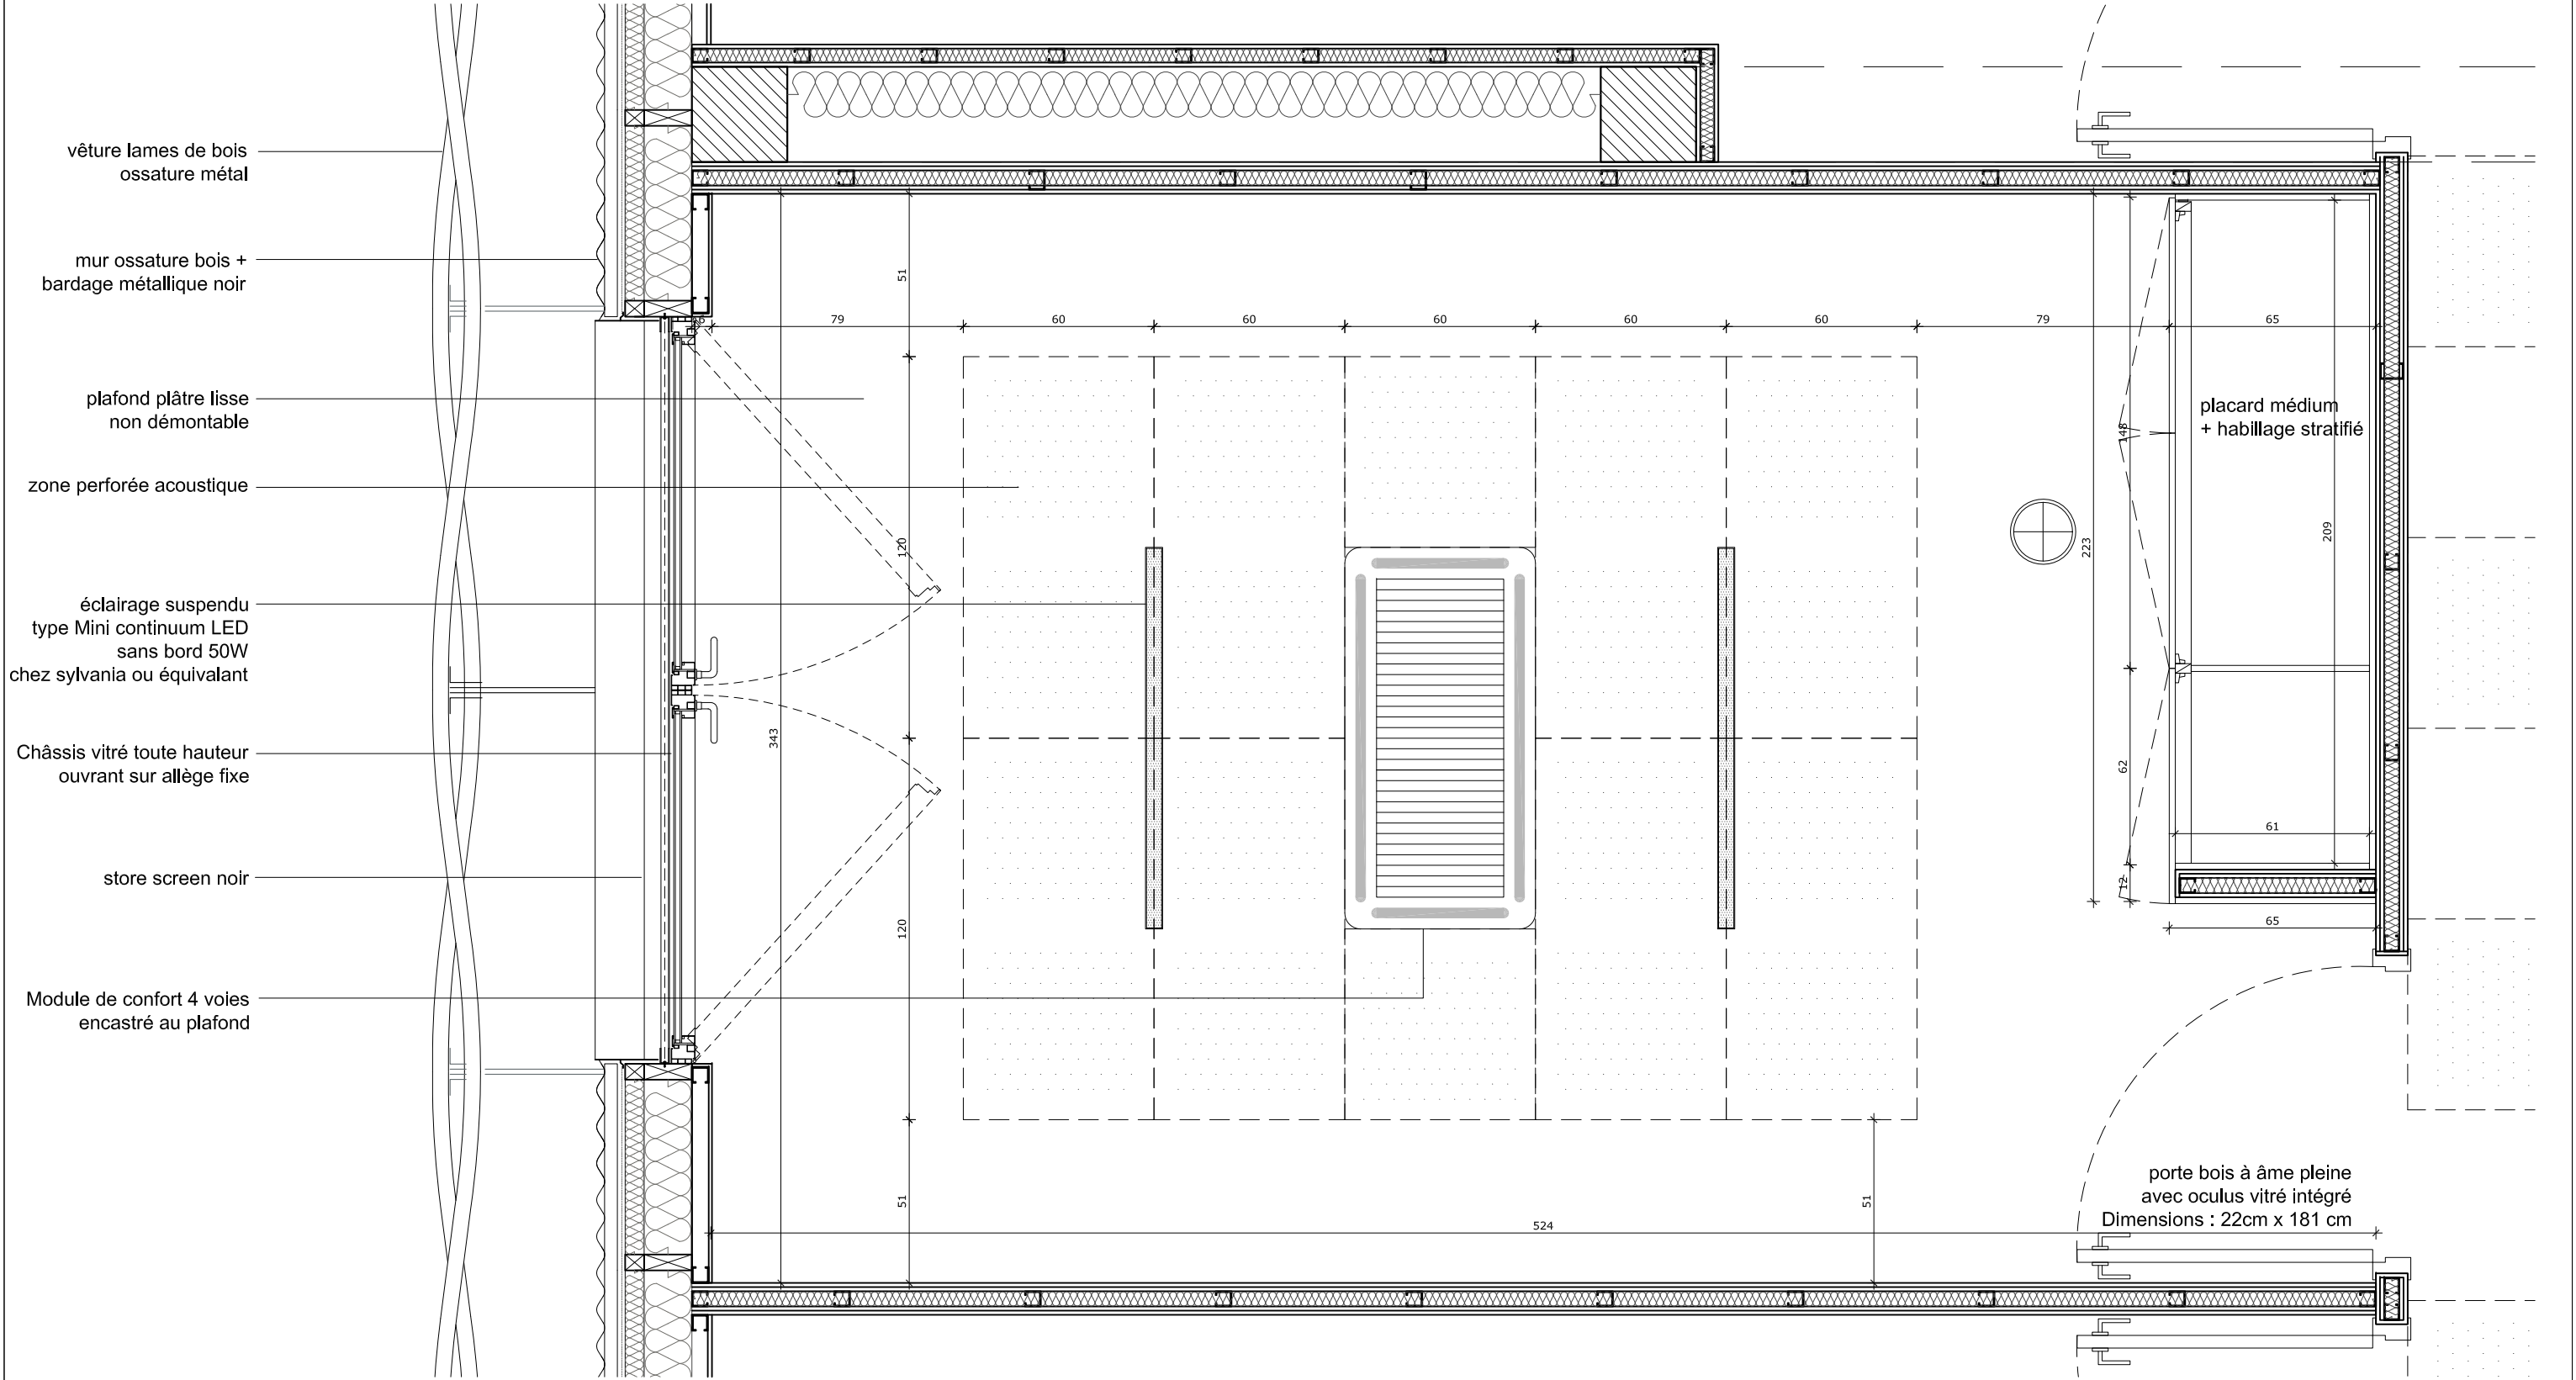 vêture lames de bois
ossature métal
mur ossature bois +
bardage métallique noir
plafond plâtre lisse
non démontable
zone perforée acoustique
éclairage suspendu
type Mini continuum LED
sans bord 50W
chez sylvania ou équivalant
Châssis vitré toute hauteur
ouvrant sur allège fixe
store screen noir
Module de confort 4 voies
encastré au plafond
placard médium
+ habillage stratifié
porte bois à âme pleine
avec oculus vitré intégré
Dimensions : 22cm x 181 cm
6
79
60
60
60
60
60
79
65
51
120
120
51
343
51
524
223
148
62
12
209
61
65